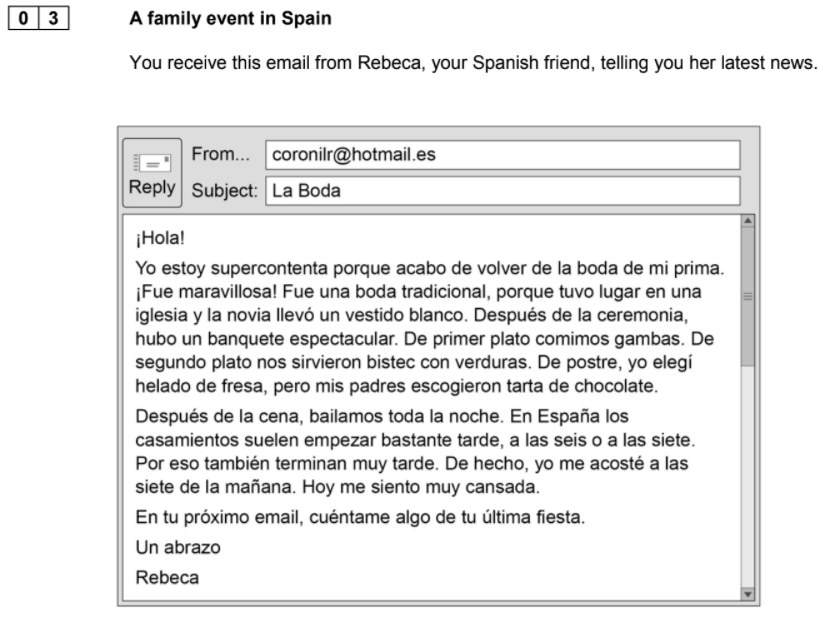 0 3 A family event in Spain
You receive this email from Rebeca, your Spanish friend, telling you her latest news.
Reply
From... coronilr@hotmail.es
Subject: La Boda
¡Hola!
Yo estoy supercontenta porque acabo de volver de la boda de mi prima.
¡Fue maravillosa! Fue una boda tradicional, porque tuvo lugar en una
iglesia y la novia llevó un vestido blanco. Después de la ceremonia,
hubo un banquete espectacular. De primer plato comimos gambas. De
segundo plato nos sirvieron bistec con verduras. De postre, yo elegí
helado de fresa, pero mis padres escogieron tarta de chocolate.
Después de la cena, bailamos toda la noche. En España los
casamientos suelen empezar bastante tarde, a las seis o a las siete.
Por eso también terminan muy tarde. De hecho, yo me acosté a las
siete de la mañana. Hoy me siento muy cansada.
En tu próximo email, cuéntame algo de tu última fiesta.
Un abrazo
Rebeca